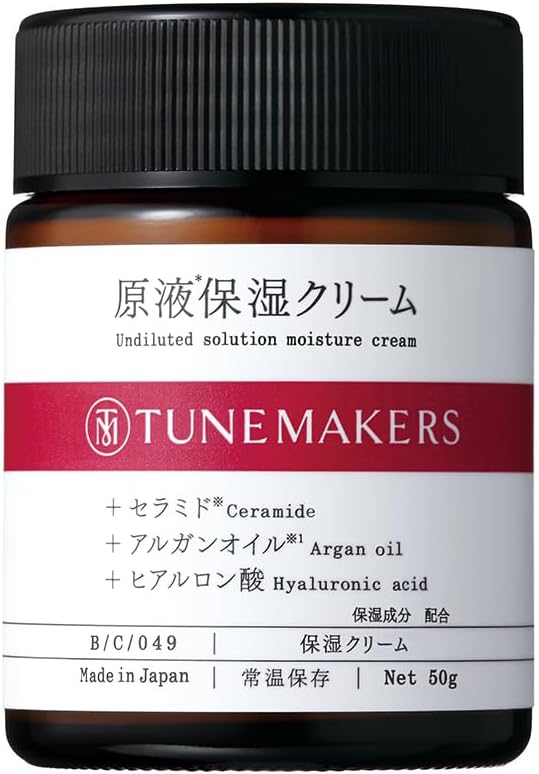 原液*保湿クリーム
Undiluted solution moisture cream
TM TUNEMAKERS
+ セラミド※ Ceramide
+ アルガンオイル※1 Argan oil
+ ヒアルロン酸 Hyaluronic acid
保湿成分 配合
B/C/049 | 保湿クリーム
Made in Japan | 常温保存 | Net 50g